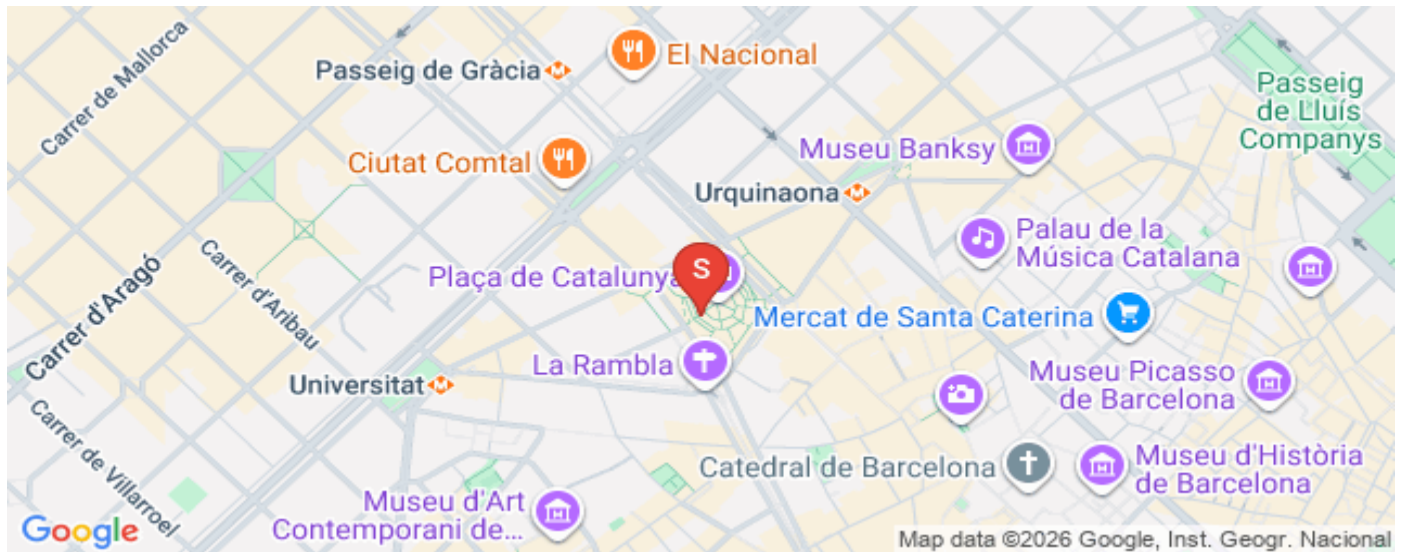 Carrer de Mallorca
Passeig de Gràcia
El Nacional
Passeig
de Lluís
Companys
Ciutat Comtal
Museu Banksy
Urquinaona
Palau de la
Música Catalana
Carrer d'Aragó
Carrer d'Aribau
Plaça de Catalunya
S
Mercat de Santa Caterina
La Rambla
Universitat
Museu Picasso
de Barcelona
Carrer de Villarroel
Catedral de Barcelona
Museu d'Història
de Barcelona
Museu d'Art
Contemporani de...
Google
Map data ©2026 Google, Inst. Geogr. Nacional